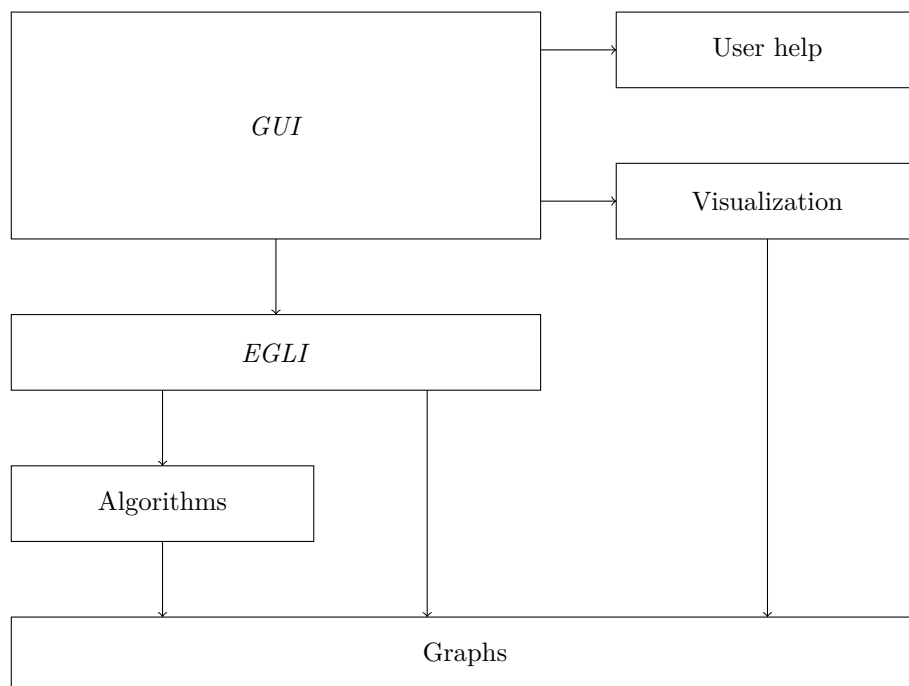 User help
GUI
Visualization
EGLI
Algorithms
Graphs